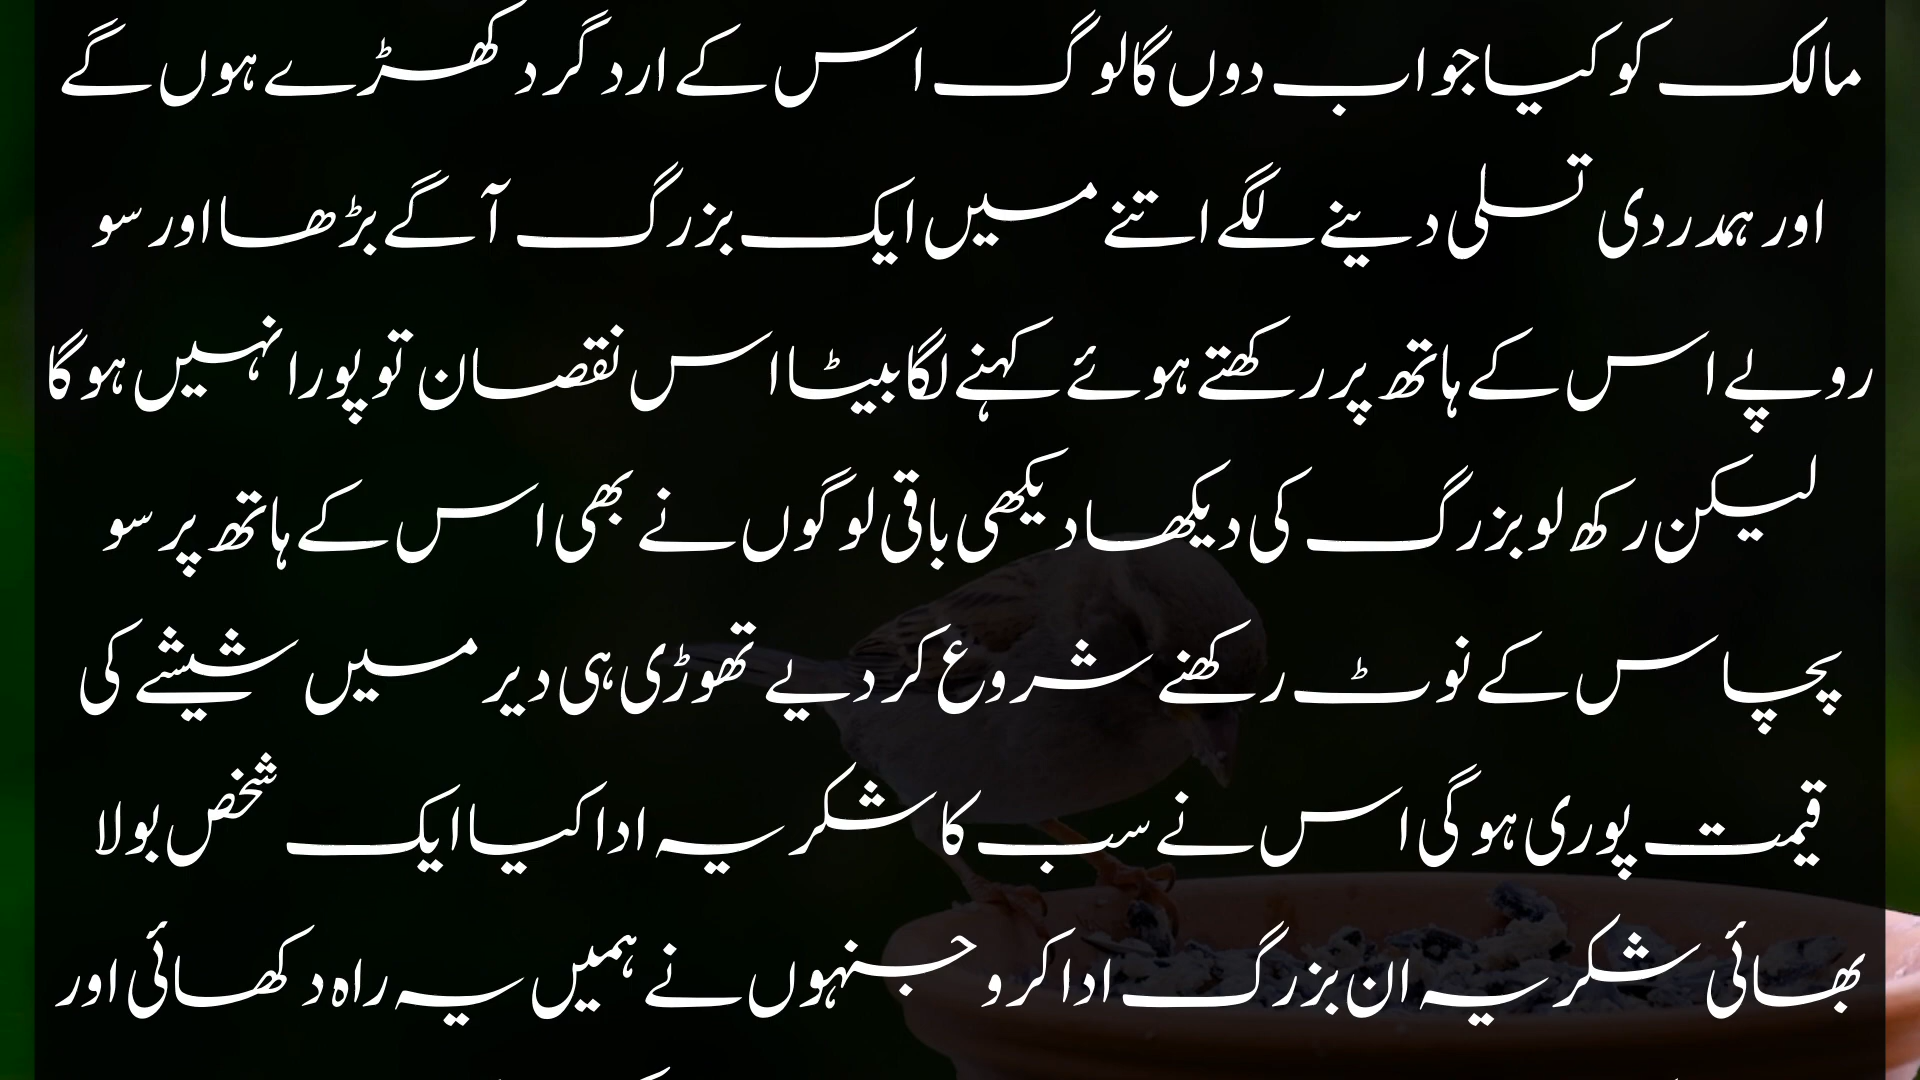 مالک کو کیا جواب دوں گا لوگ اس کے ارد گرد کھڑے ہوں گے
اور ہمدردی تسلی دینے لگے اتنے میں ایک بزرگ آگے بڑھا اور سو
روپے اس کے ہاتھ پر رکھتے ہوئے کہنے لگا بیٹا اس نقصان تو پورا نہیں ہو گا
لیکن رکھ لو بزرگ کی دیکھا دیکھی باقی لوگوں نے بھی اس کے ہاتھ پر سو
پچاس کے نوٹ رکھنے شروع کر دیے تھوڑی ہی دیر میں شیشے کی
قیمت پوری ہو گی اس نے سب کا شکریہ ادا کیا ایک شخص بولا
بھائی شکریہ ان بزرگ ادا کرو جنہوں نے ہمیں یہ راہ دکھائی اور